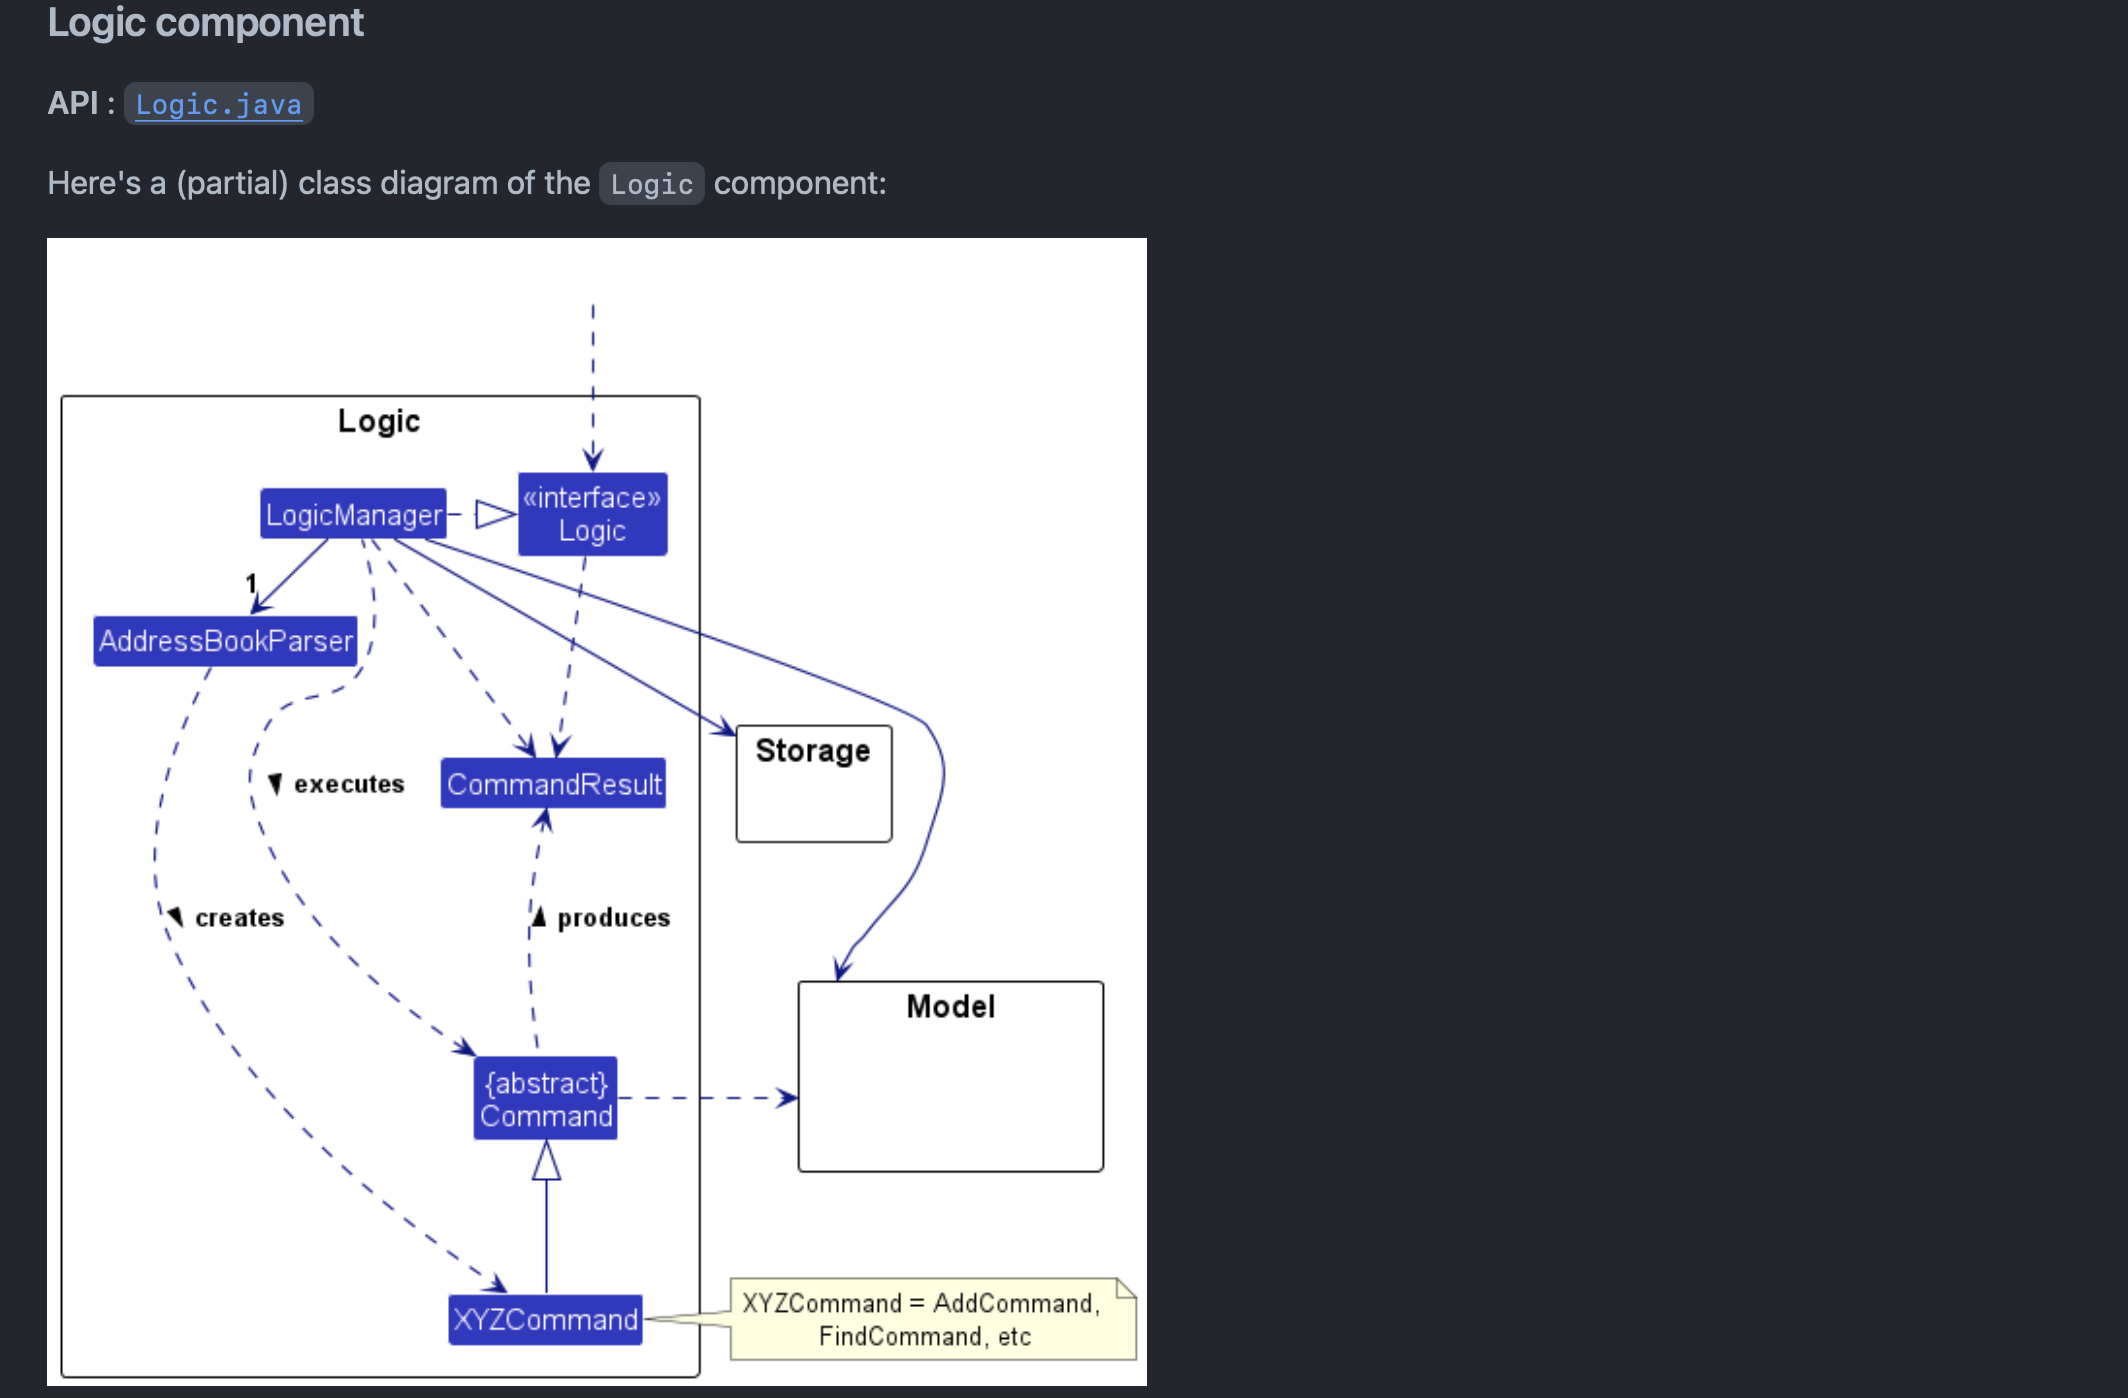 Logic component
API : Logic.java
Here's a (partial) class diagram of the Logic component:
Logic
LogicManager
«interface»
Logic
1
AddressBookParser
Storage
executes
CommandResult
creates
produces
Model
{abstract}
Command
XYZCommand
XYZCommand = AddCommand,
FindCommand, etc